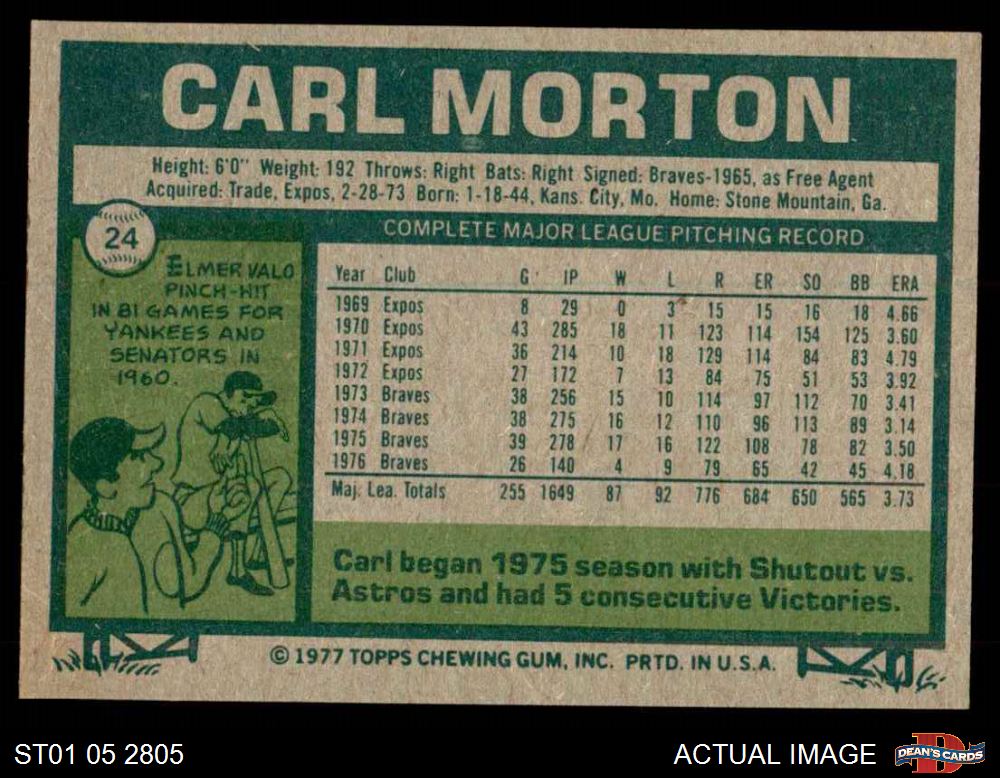 CARL MORTON
Height: 6'0" Weight: 192 Throws: Right Bats: Right Signed: Braves-1965, as Free Agent
Acquired: Trade, Expos, 2-28-73 Born: 1-18-44, Kans. City, Mo. Home: Stone Mountain, Ga.
24
ELMER VALO
PINCH-HIT
IN 81 GAMES FOR
YANKEES AND
SENATORS IN
1960.
COMPLETE MAJOR LEAGUE PITCHING RECORD
Year Club G IP W L R ER SO BB ERA
1969 Expos 8 29 0 3 15 15 16 18 4.66
1970 Expos 43 285 18 11 123 114 154 125 3.60
1971 Expos 36 214 10 18 129 114 84 83 4.79
1972 Expos 27 172 7 13 84 75 51 53 3.92
1973 Braves 38 256 15 10 114 97 112 70 3.41
1974 Braves 38 275 16 12 110 96 113 89 3.14
1975 Braves 39 278 17 16 122 108 78 82 3.50
1976 Braves 26 140 4 9 79 65 42 45 4.18
Maj. Lea. Totals 255 1649 87 92 776 684 650 565 3.73
Carl began 1975 season with Shutout vs.
Astros and had 5 consecutive Victories.
© 1977 TOPPS CHEWING GUM, INC. PRTD. IN U.S.A.
ST01 05 2805
ACTUAL IMAGE
D
DEAN'S CARDS